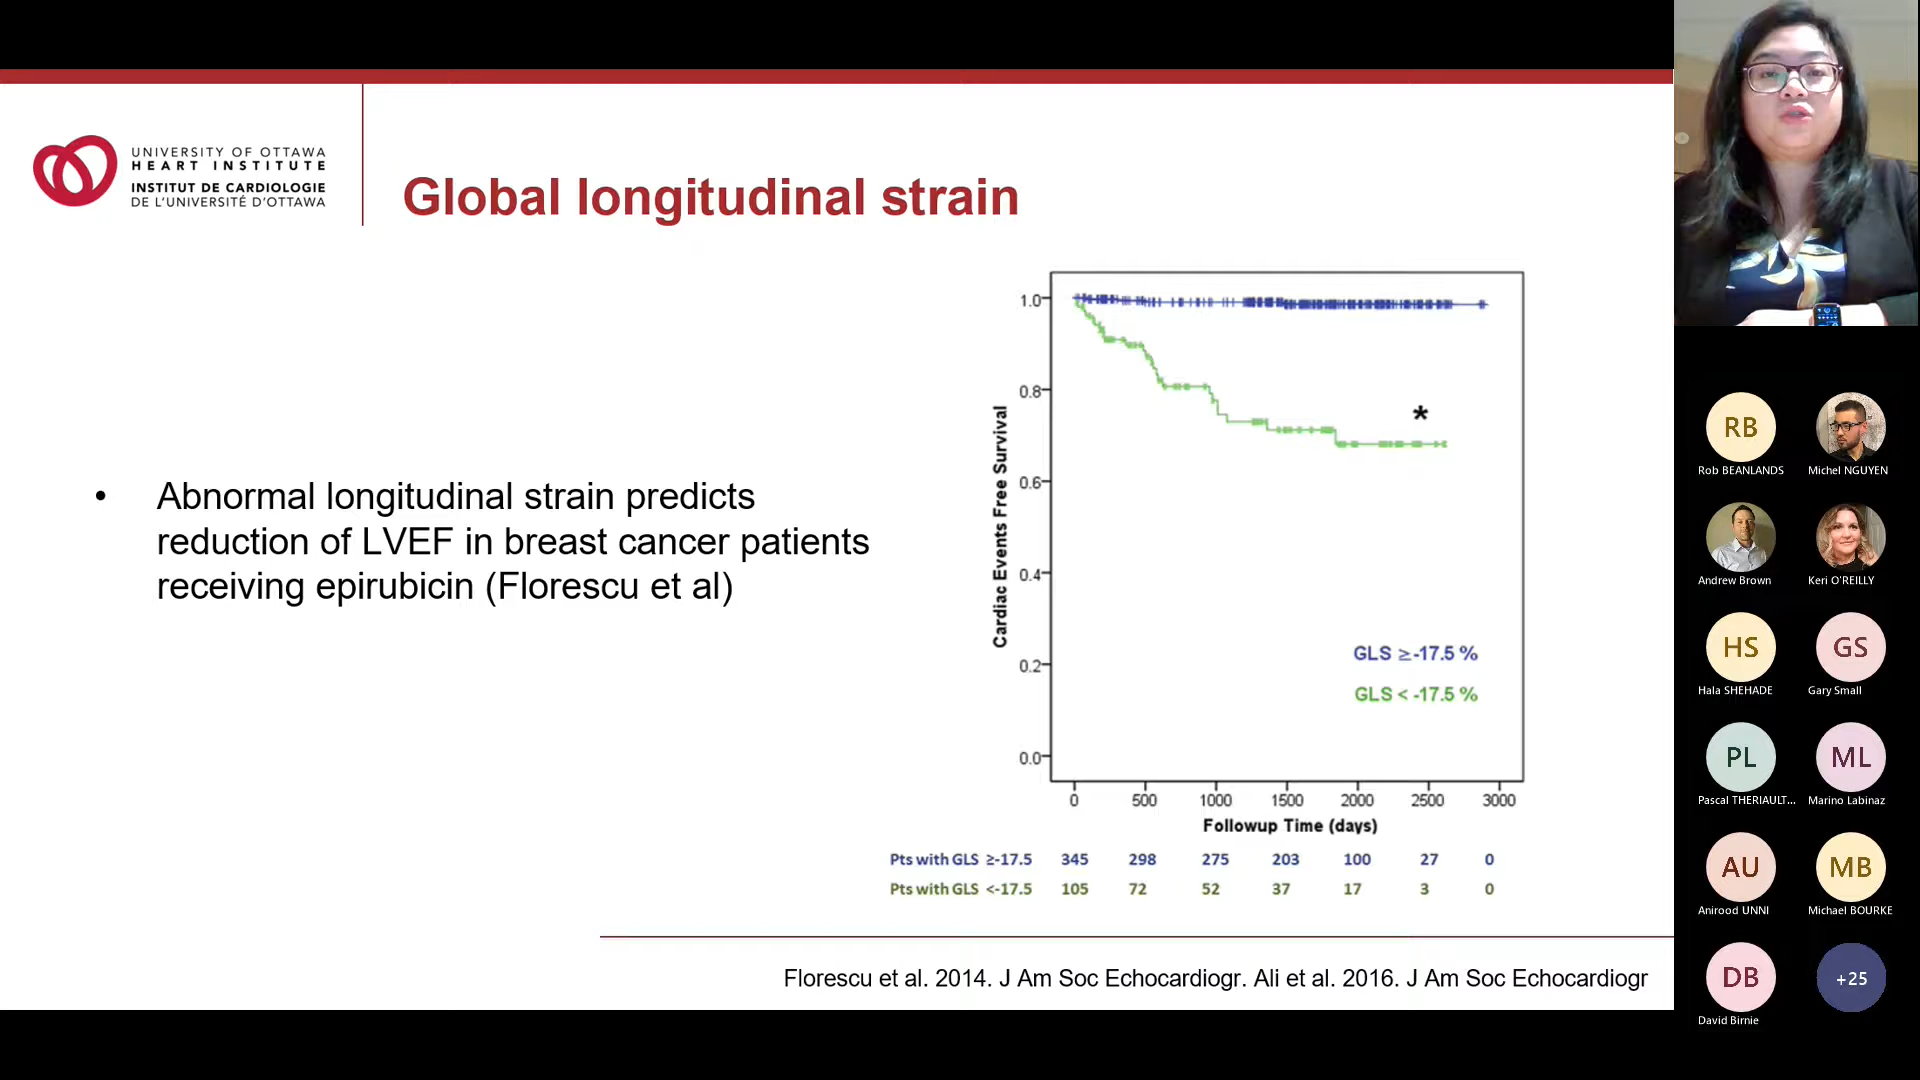 UNIVERSITY OF OTTAWA
HEART INSTITUTE
INSTITUT DE CARDIOLOGIE
DE L'UNIVERSITÉ D'OTTAWA
Global longitudinal strain
• Abnormal longitudinal strain predicts
reduction of LVEF in breast cancer patients
receiving epirubicin (Florescu et al)
Cardiac Events Free Survival
1.0
0.8
0.6
0.4
0.2
0.0
*
GLS ≥-17.5 %
GLS < -17.5 %
0 500 1000 1500 2000 2500 3000
Followup Time (days)
Pts with GLS ≥-17.5 345 298 275 203 100 27 0
Pts with GLS <-17.5 105 72 52 37 17 3 0
Florescu et al. 2014. J Am Soc Echocardiogr. Ali et al. 2016. J Am Soc Echocardiogr
RB
Rob BEANLANDS Michel NGUYEN
Andrew Brown Keri O'REILLY
HS GS
Hala SHEHADE Gary Small
PL ML
Pascal THERIAULT... Marino Labinaz
AU MB
Anirood UNNI Michael BOURKE
DB +25
David Birnie